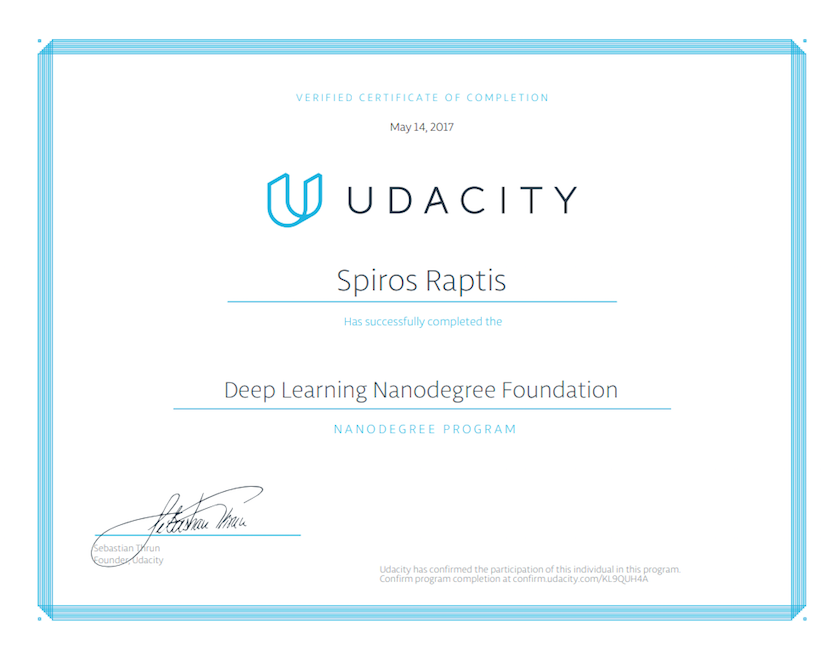 VERIFIED CERTIFICATE OF COMPLETION
May 14, 2017
UDACITY
Spiros Raptis
Has successfully completed the
Deep Learning Nanodegree Foundation
NANODEGREE PROGRAM
Sebastian Thrun
Sebastian Thrun
Founder, Udacity
Udacity has confirmed the participation of this individual in this program.
Confirm program completion at confirm.udacity.com/KL9QUH4A